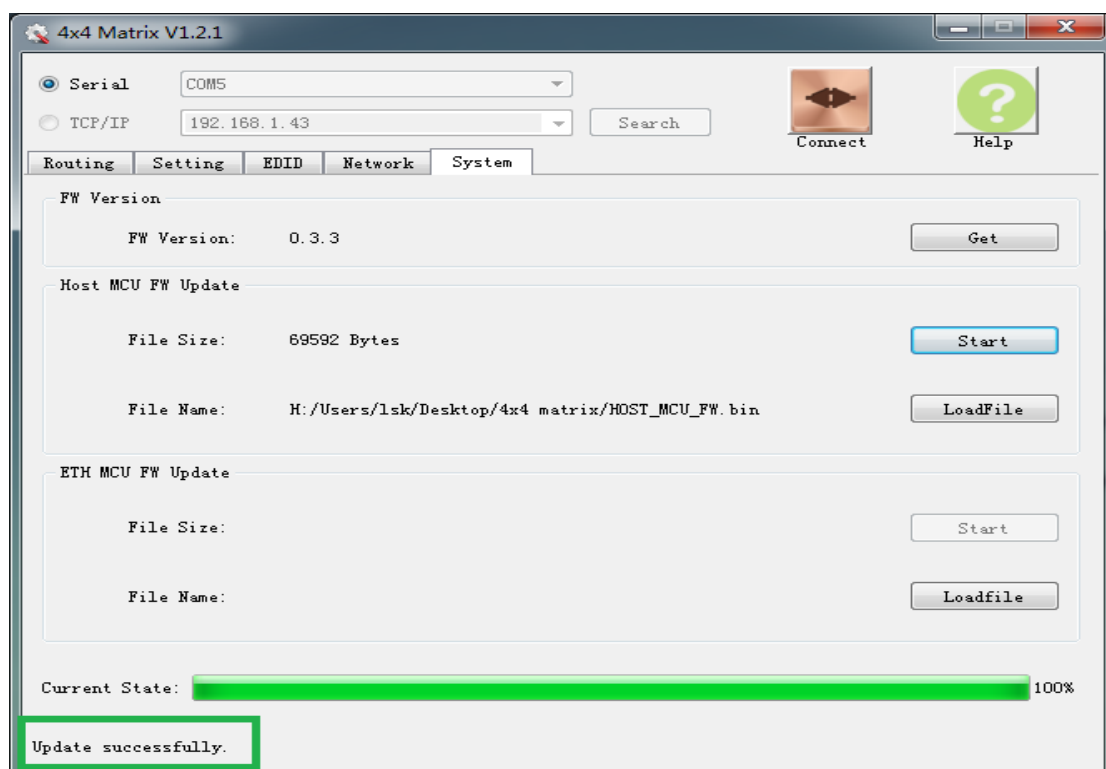 4x4 Matrix V1.2.1
Serial COM5
TCP/IP 192.168.1.43 Search
Connect Help
Routing Setting EDID Network System
FW Version
FW Version: 0.3.3 Get
Host MCU FW Update
File Size: 69592 Bytes Start
File Name: H:/Users/lsk/Desktop/4x4 matrix/HOST_MCU_FW.bin LoadFile
ETH MCU FW Update
File Size: Start
File Name: Loadfile
Current State: 100%
Update successfully.